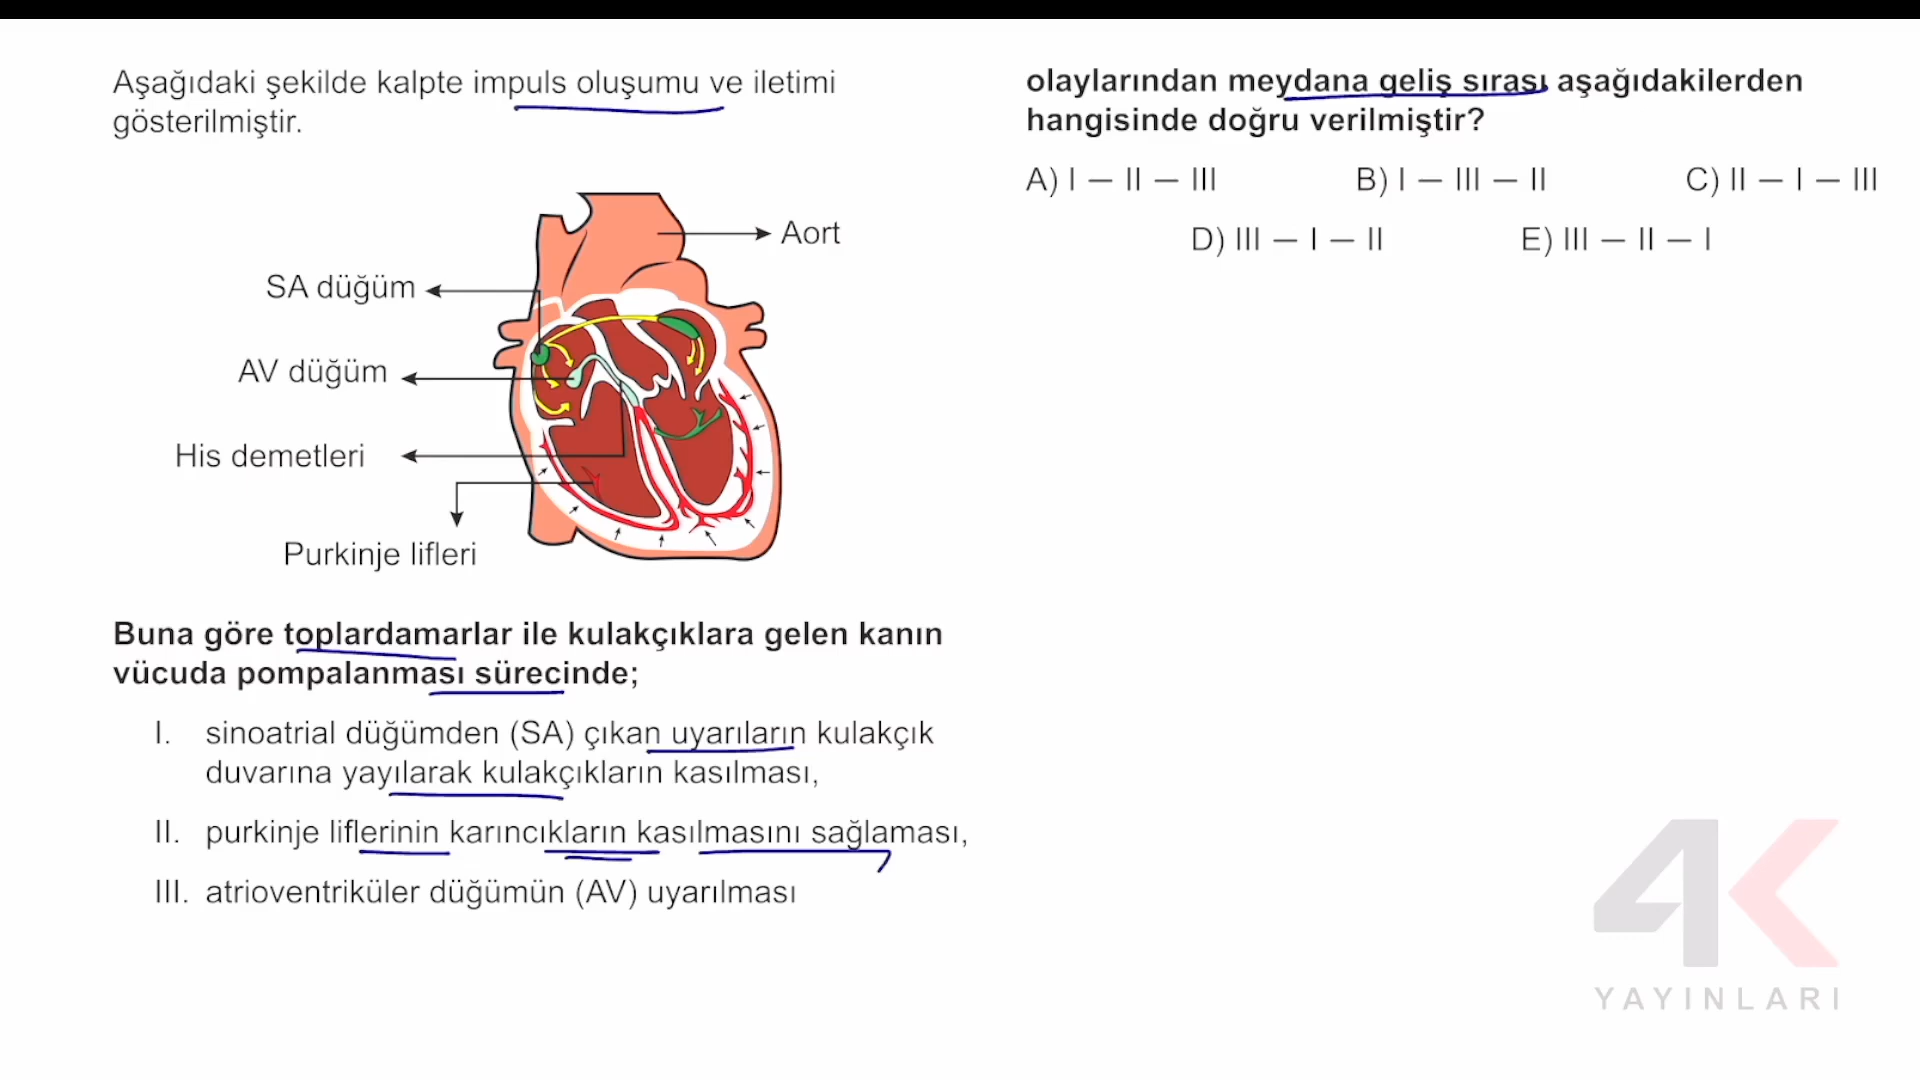 Aşağıdaki şekilde kalpte impuls oluşumu ve iletimi
gösterilmiştir.
Aort
SA düğüm
AV düğüm
His demetleri
Purkinje lifleri
Buna göre toplardamarlar ile kulakçıklara gelen kanın
vücuda pompalanması sürecinde;
I. sinoatrial düğümden (SA) çıkan uyarıların kulakçık
duvarına yayılarak kulakçıkların kasılması,
II. purkinje liflerinin karıncıkların kasılmasını sağlaması,
III. atrioventriküler düğümün (AV) uyarılması
olaylarından meydana geliş sırası aşağıdakilerden
hangisinde doğru verilmiştir?
A) I – II – III B) I – III – II C) II – I – III
D) III – I – II E) III – II – I
4K
YAYINLARI